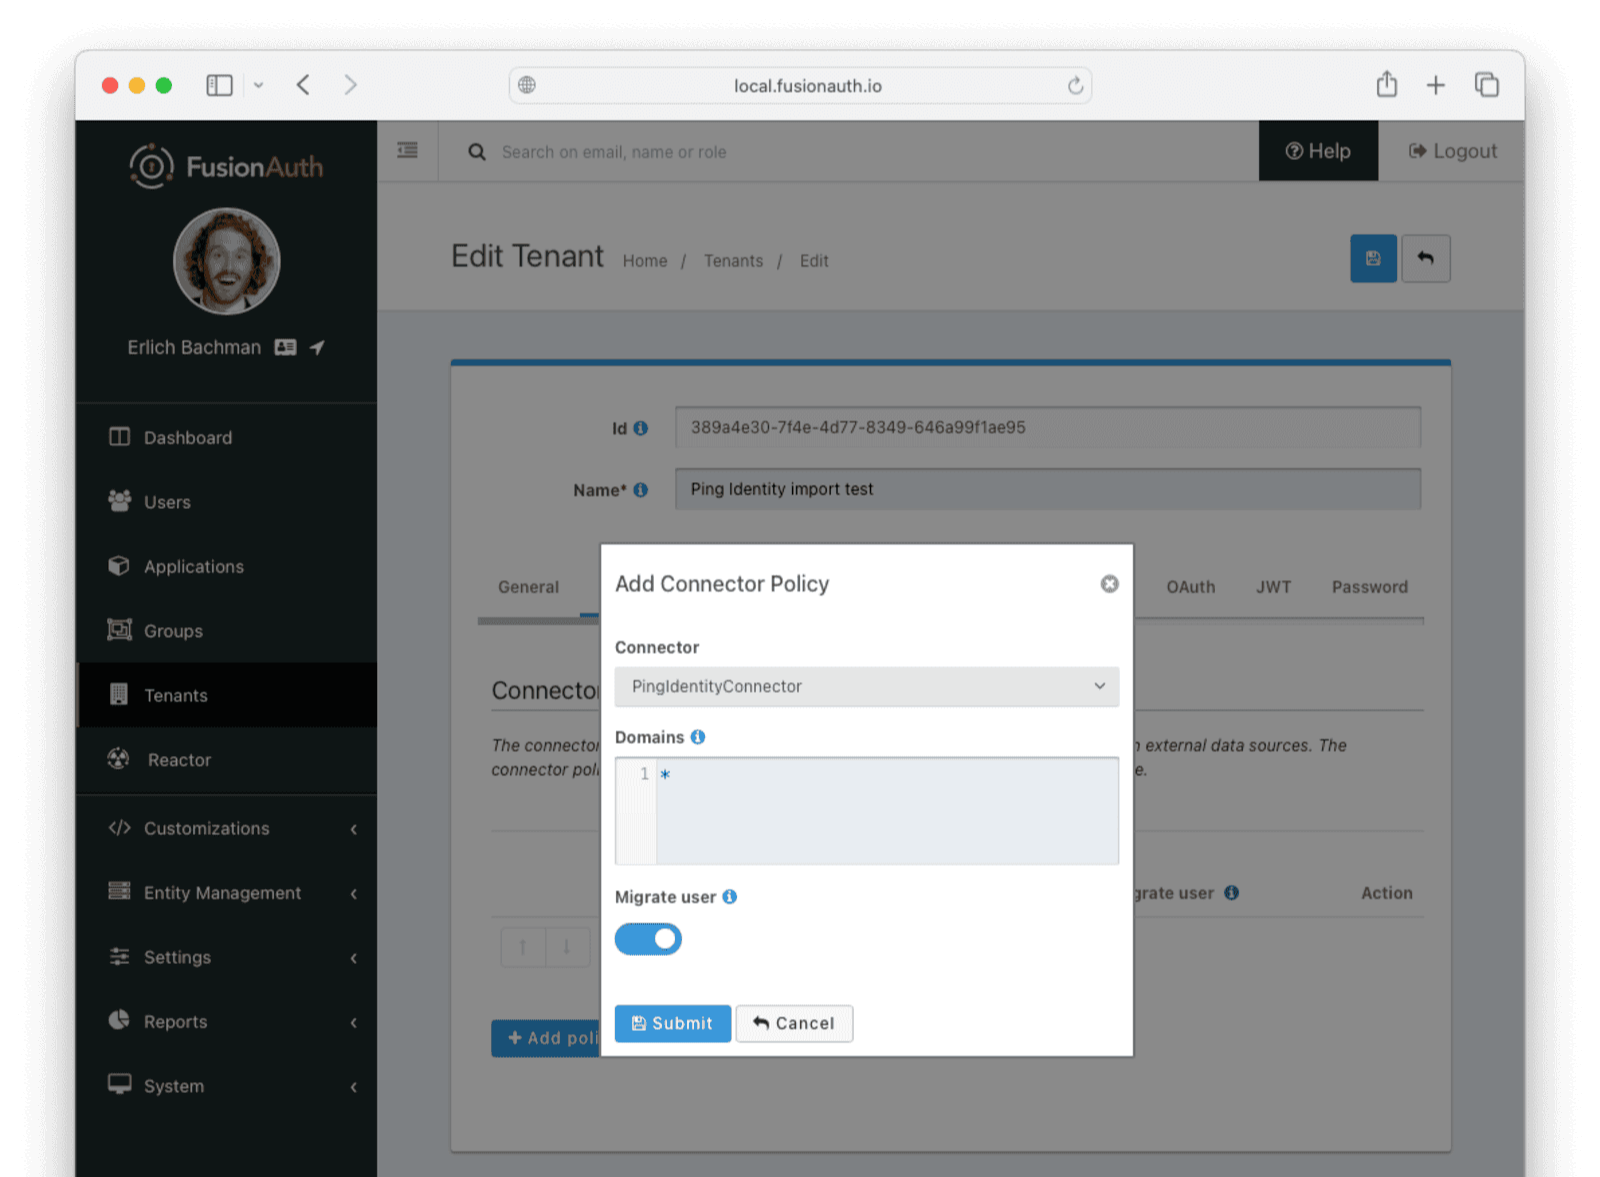 local.fusionauth.io
FusionAuth
Search on email, name or role
Help
Logout
Erlich Bachman
Edit Tenant
Home / Tenants / Edit
Dashboard
Users
Applications
Groups
Tenants
Reactor
Customizations
Entity Management
Settings
Reports
System
Id
389a4e30-7f4e-4d77-8349-646a99f1ae95
Name*
Ping Identity import test
General
OAuth
JWT
Password
Connecto
The connector
n external data sources. The
connector poli
e.
grate user
Action
+ Add poli
Add Connector Policy
Connector
PingIdentityConnector
Domains
1 *
Migrate user
Submit
Cancel